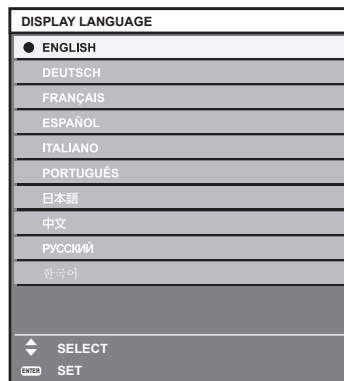 DISPLAY LANGUAGE
ENGLISH
DEUTSCH
FRANÇAIS
ESPAÑOL
ITALIANO
PORTUGUÊS
日本語
中文
РУССКИЙ
한국어
SELECT
ENTER SET